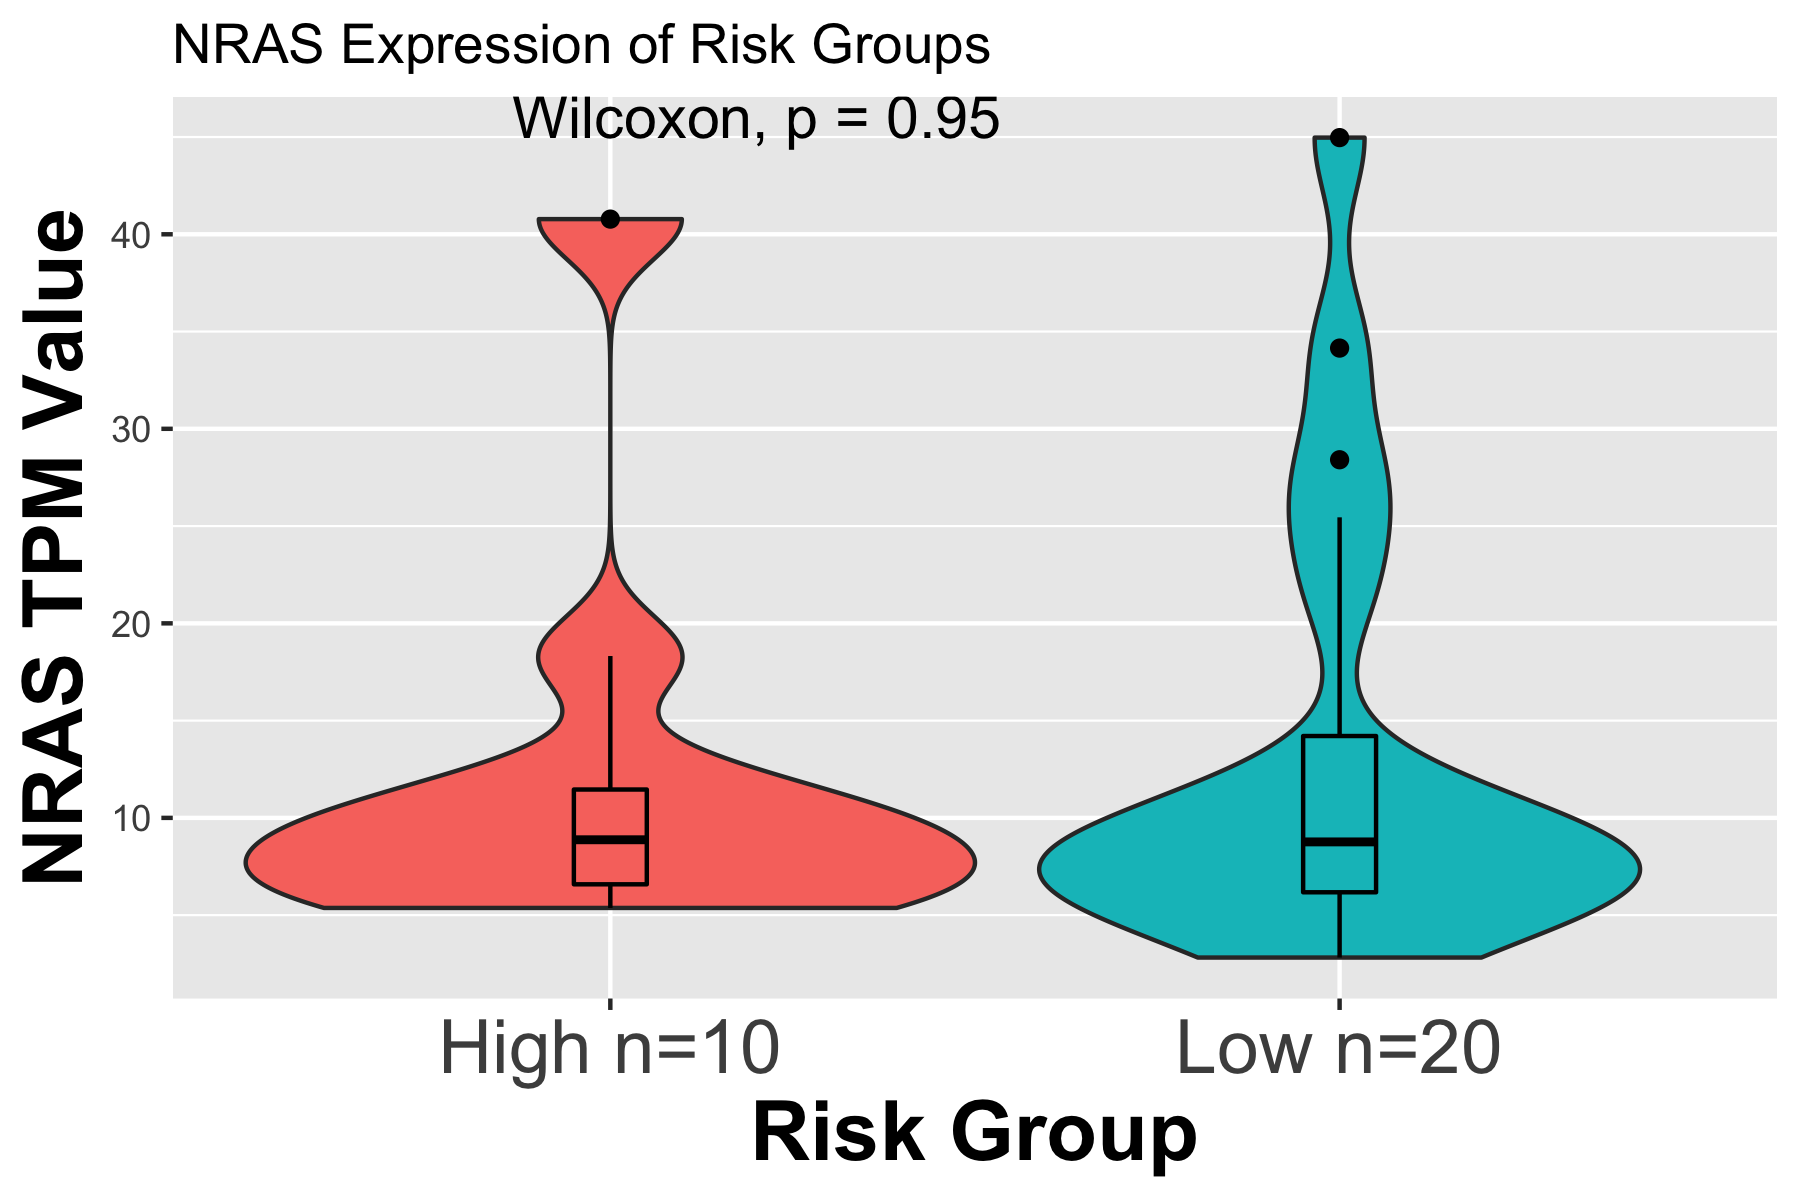 NRAS Expression of Risk Groups
Wilcoxon, p = 0.95
NRAS TPM Value
40
30
20
10
High n=10
Low n=20
Risk Group